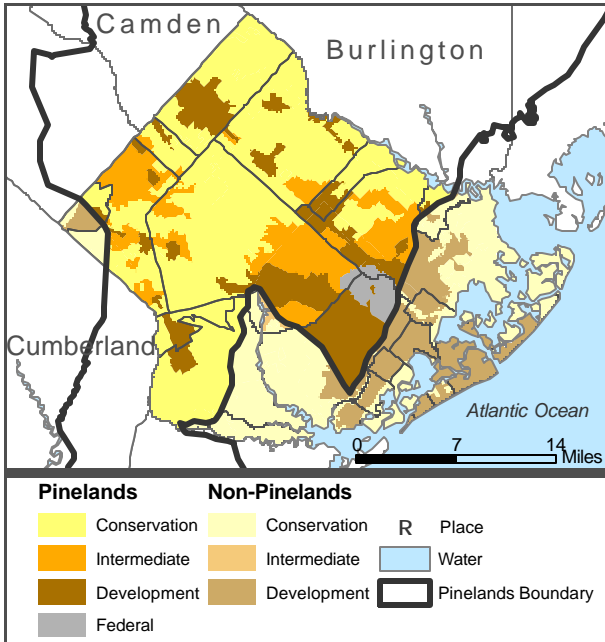 Camden
Burlington
Cumberland
Atlantic Ocean
0 7 14
Miles
Pinelands Non-Pinelands
Conservation Conservation R Place
Intermediate Intermediate Water
Development Development Pinelands Boundary
Federal